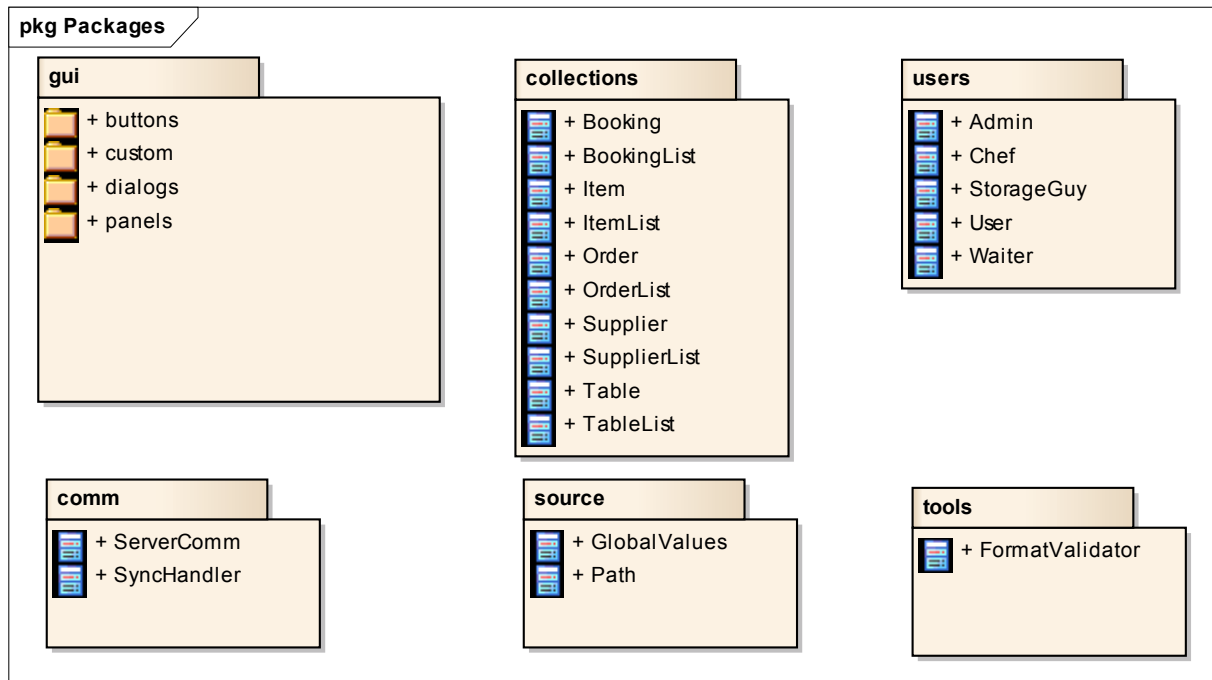 pkg Packages
gui
+ buttons
+ custom
+ dialogs
+ panels
collections
+ Booking
+ BookingList
+ Item
+ ItemList
+ Order
+ OrderList
+ Supplier
+ SupplierList
+ Table
+ TableList
users
+ Admin
+ Chef
+ StorageGuy
+ User
+ Waiter
comm
+ ServerComm
+ SyncHandler
source
+ GlobalValues
+ Path
tools
+ FormatValidator